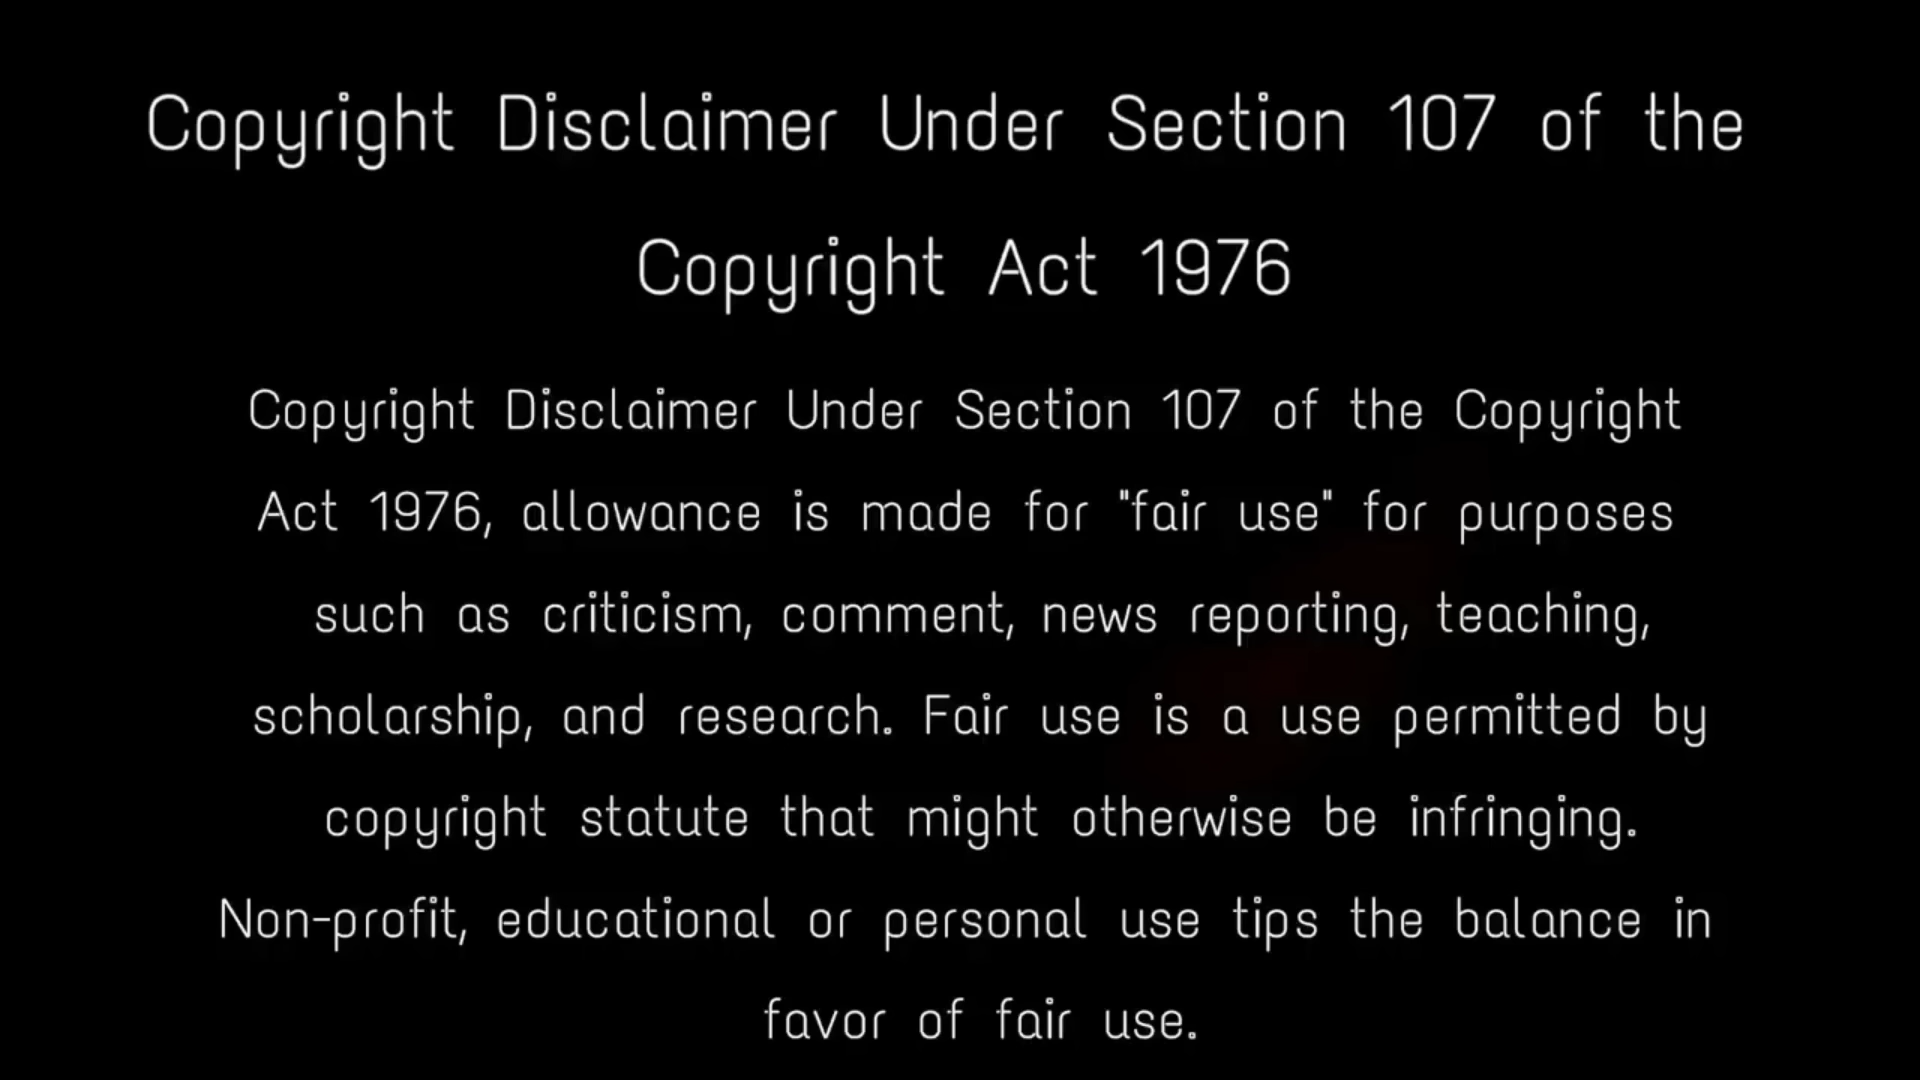 Copyright Disclaimer Under Section 107 of the
Copyright Act 1976
Copyright Disclaimer Under Section 107 of the Copyright
Act 1976, allowance is made for "fair use" for purposes
such as criticism, comment, news reporting, teaching,
scholarship, and research. Fair use is a use permitted by
copyright statute that might otherwise be infringing.
Non-profit, educational or personal use tips the balance in
favor of fair use.